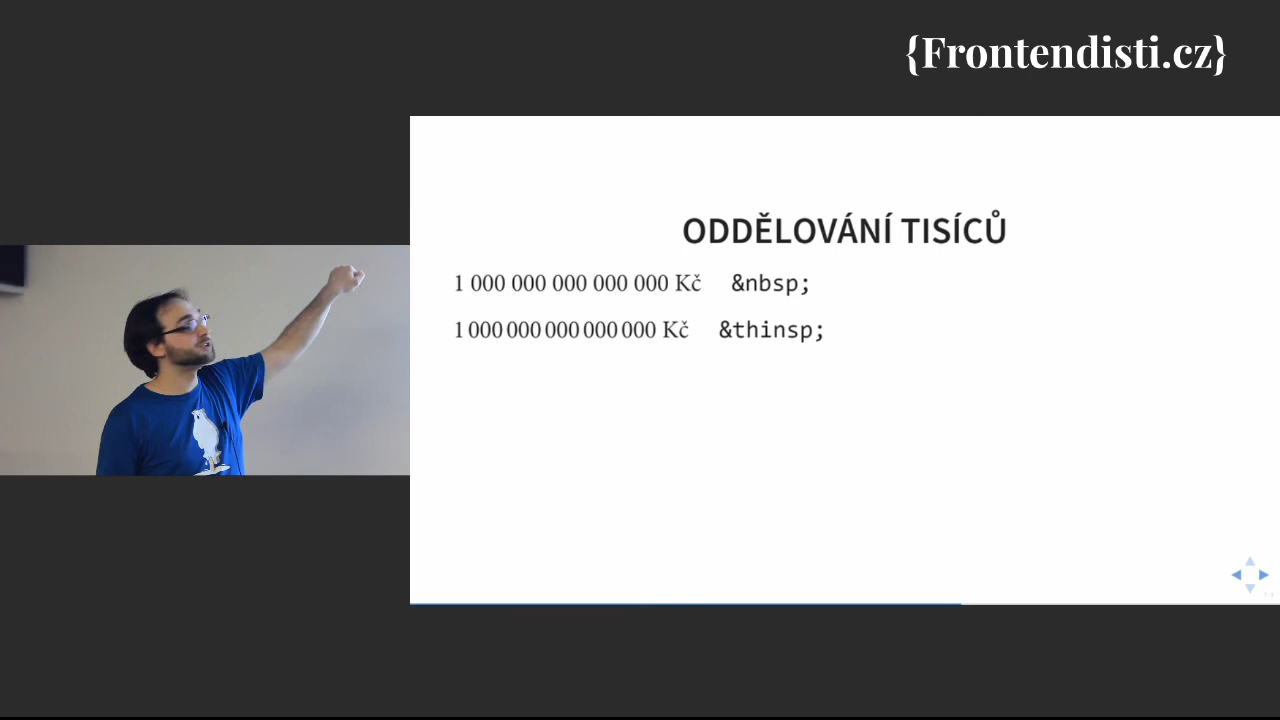 {Frontendisti.cz}
ODDĚLOVÁNÍ TISÍCŮ
1 000 000 000 000 000 Kč &nbsp;
1 000 000 000 000 000 Kč &thinsp;